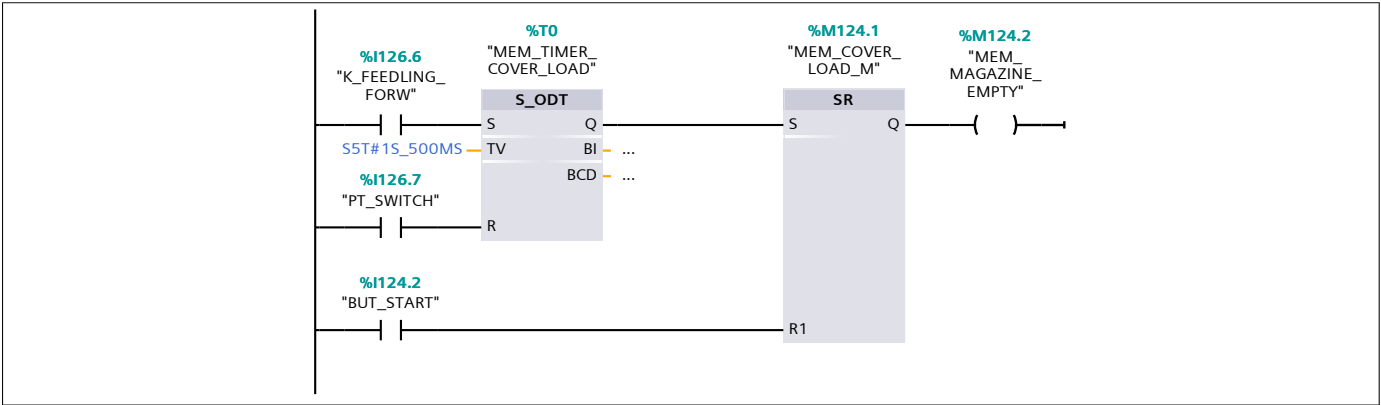 %I126.6
"K_FEEDLING_
FORW"
%T0
"MEM_TIMER_
COVER_LOAD"
%M124.1
"MEM_COVER_
LOAD_M"
%M124.2
"MEM_
MAGAZINE_
EMPTY"
S_ODT
SR
S Q
S Q
S5T#1S_500MS TV BI ...
BCD ...
%I126.7
"PT_SWITCH"
R
%I124.2
"BUT_START"
R1